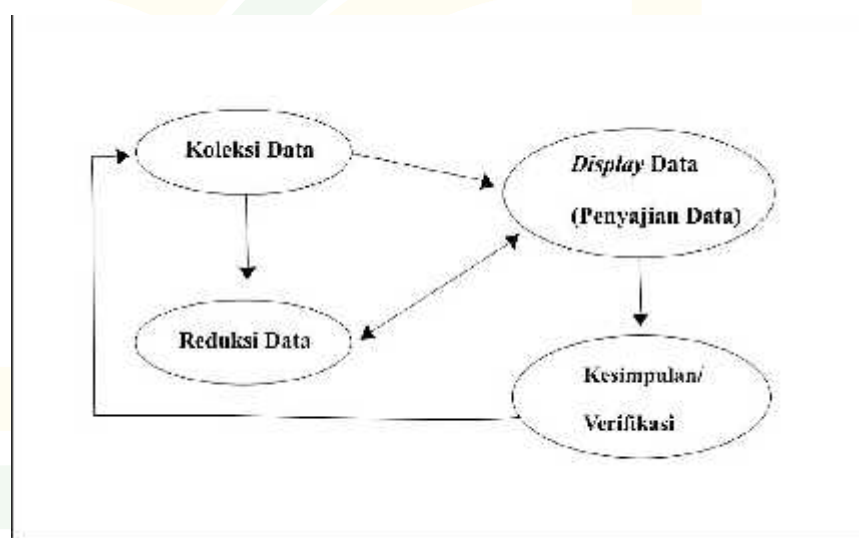 Koleksi Data
Display Data
(Penyajian Data)
Reduksi Data
Kesimpulan/
Verifikasi